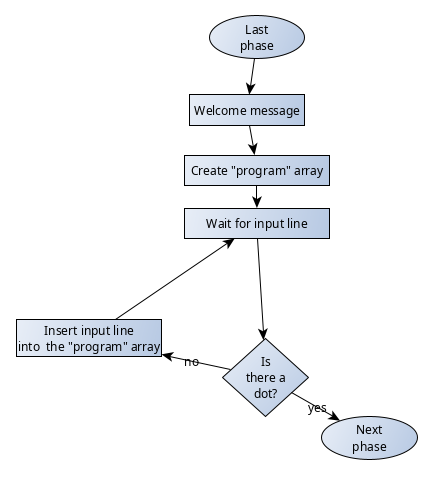 Last
phase
Welcome message
Create "program" array
Wait for input line
Insert input line
into  the "program" array
no
Is
there a
dot?
yes
Next
phase